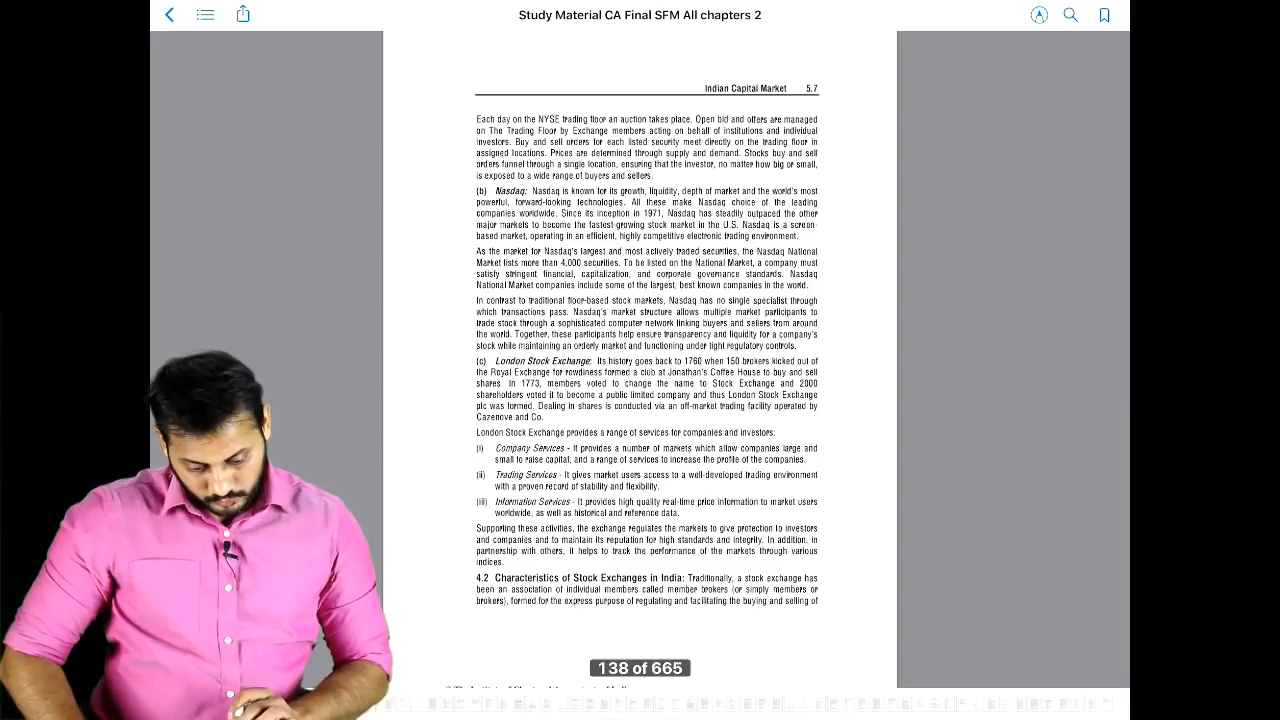 Study Material CA Final SFM All chapters 2
Indian Capital Market 5.7
Each day on the NYSE trading floor an auction takes place. Open bid and offers are managed
on The Trading Floor by Exchange members acting on behalf of institutions and individual
investors. Buy and sell orders for each listed security meet directly on the trading floor in
assigned locations. Prices are determined through supply and demand. Stocks buy and sell
orders funnel through a single location, ensuring that the investor, no matter how big or small,
is exposed to a wide range of buyers and sellers.
(b) Nasdaq: Nasdaq is known for its growth, liquidity, depth of market and the world's most
powerful, forward-looking technologies. All these make Nasdaq choice of the leading
companies worldwide. Since its inception in 1971, Nasdaq has steadily outpaced the other
major markets to become the fastest-growing stock market in the U.S. Nasdaq is a screen-
based market, operating in an efficient, highly competitive electronic trading environment.
As the market for Nasdaq's largest and most actively traded securities, the Nasdaq National
Market lists more than 4,000 securities. To be listed on the National Market, a company must
satisfy stringent financial, capitalization, and corporate governance standards. Nasdaq
National Market companies include some of the largest, best known companies in the world.
In contrast to traditional floor-based stock markets, Nasdaq has no single specialist through
which transactions pass. Nasdaq's market structure allows multiple market participants to
trade stock through a sophisticated computer network linking buyers and sellers from around
the world. Together, these participants help ensure transparency and liquidity for a company's
stock while maintaining an orderly market and functioning under tight regulatory controls.
(c) London Stock Exchange: Its history goes back to 1760 when 150 brokers kicked out of
the Royal Exchange for rowdiness formed a club at Jonathan's Coffee House to buy and sell
shares. In 1773, members voted to change the name to Stock Exchange and 2000
shareholders voted it to become a public limited company and thus London Stock Exchange
plc was formed. Dealing in shares is conducted via an off-market trading facility operated by
Cazenove and Co.
London Stock Exchange provides a range of services for companies and investors:
(i) Company Services - It provides a number of markets which allow companies large and
small to raise capital, and a range of services to increase the profile of the companies.
(ii) Trading Services - It gives market users access to a well-developed trading environment
with a proven record of stability and flexibility.
(iii) Information Services - It provides high quality real-time price information to market users
worldwide, as well as historical and reference data.
Supporting these activities, the exchange regulates the markets to give protection to investors
and companies and to maintain its reputation for high standards and integrity. In addition, in
partnership with others, it helps to track the performance of the markets through various
indices.
4.2 Characteristics of Stock Exchanges in India: Traditionally, a stock exchange has
been an association of individual members called member brokers (or simply members or
brokers), formed for the express purpose of regulating and facilitating the buying and selling of
138 of 665